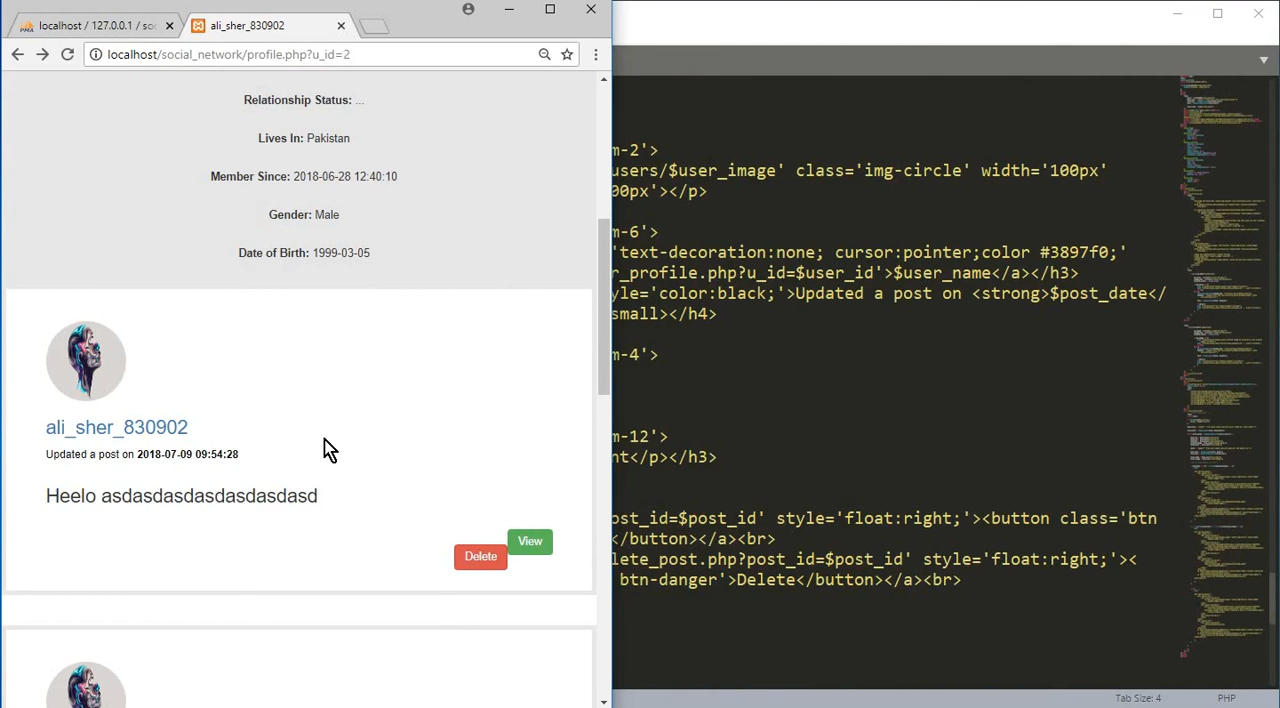 localhost / 127.0.0.1 / soc
ali_sher_830902
localhost/social_network/profile.php?u_id=2
Relationship Status: ...
Lives In: Pakistan
Member Since: 2018-06-28 12:40:10
Gender: Male
Date of Birth: 1999-03-05
ali_sher_830902
Updated a post on 2018-07-09 09:54:28
Heelo asdasdasdasdasdasdasd
View
Delete
m-2'>
users/$user_image' class='img-circle' width='100px'
00px'></p>
m-6'>
'text-decoration:none; cursor:pointer;color #3897f0;'
r_profile.php?u_id=$user_id'>$user_name</a></h3>
yle='color:black;'>Updated a post on <strong>$post_date</
small></h4>
m-4'>
m-12'>
nt</p></h3>
ost_id=$post_id' style='float:right;'><button class='btn
</button></a><br>
lete_post.php?post_id=$post_id' style='float:right;'><
btn-danger'>Delete</button></a><br>
Tab Size: 4
PHP